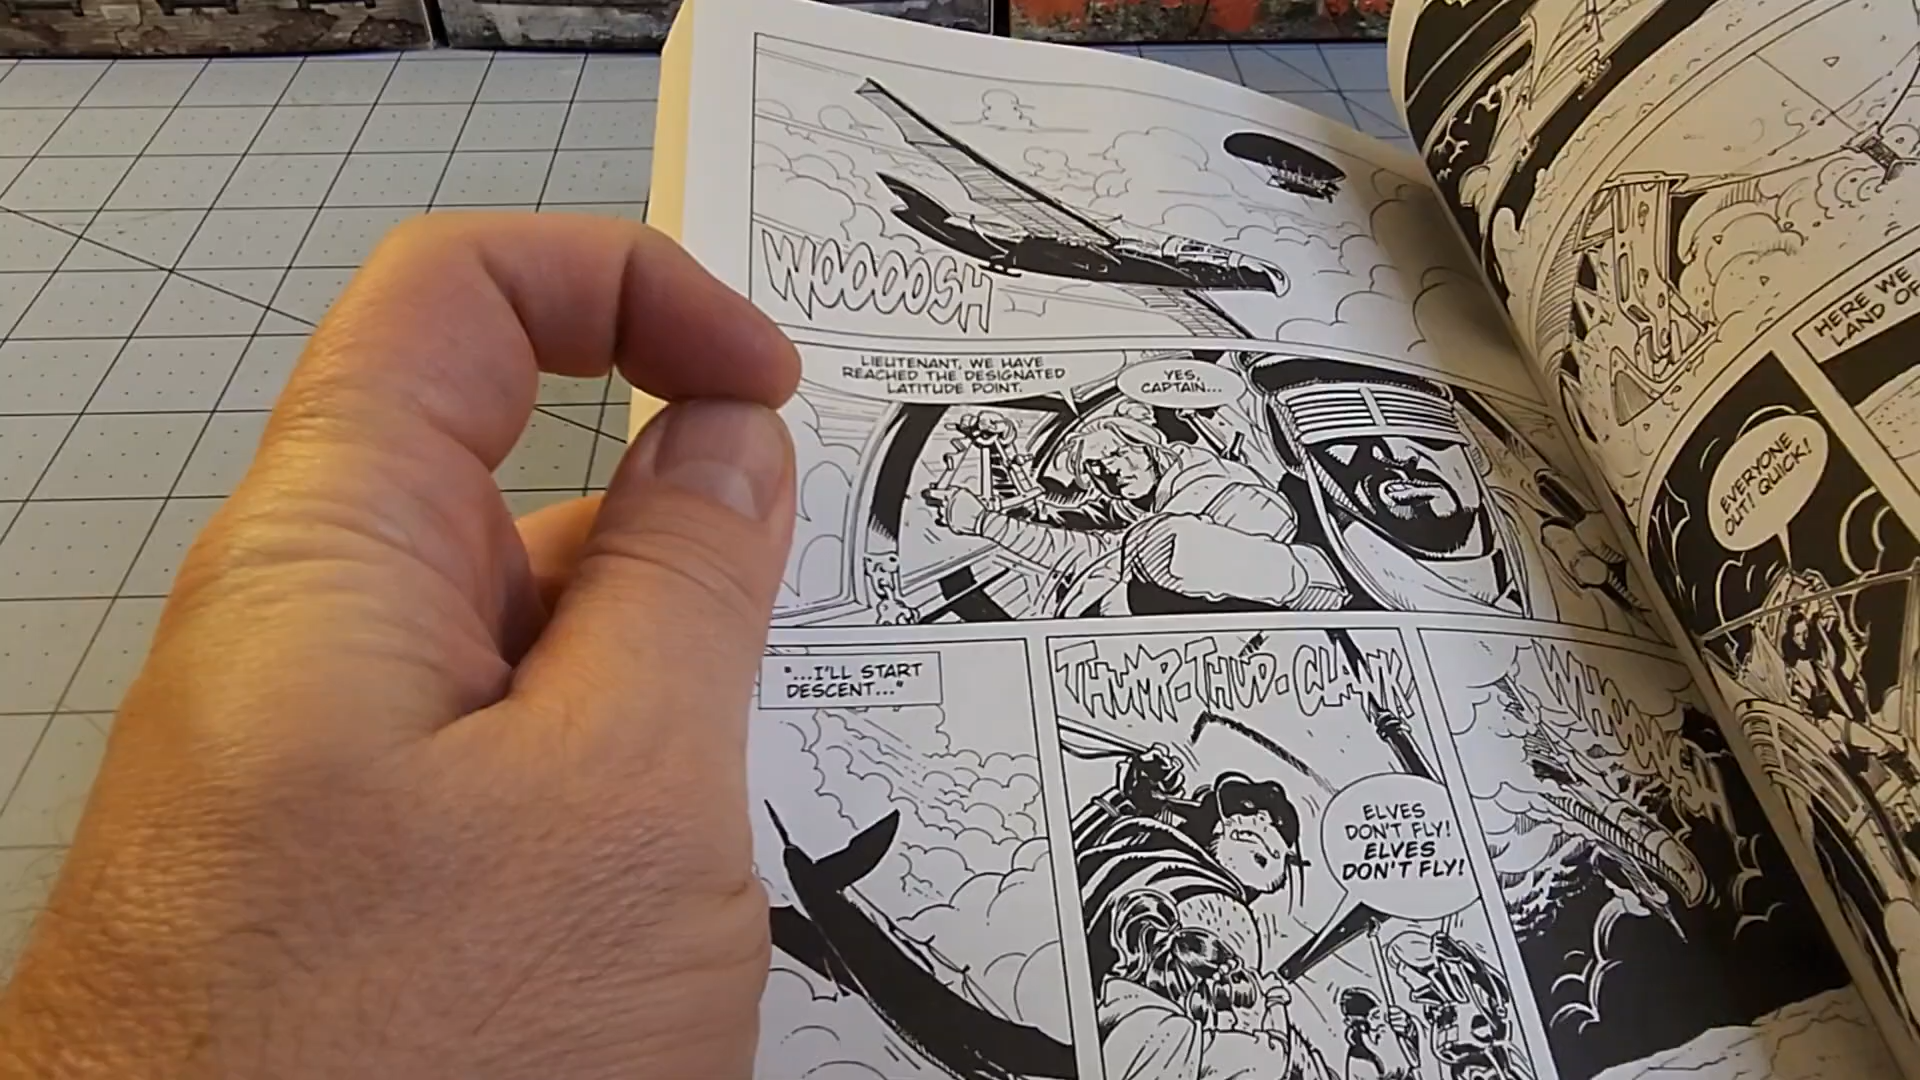 WOOOOSH
LIEUTENANT, WE HAVE
REACHED THE DESIGNATED
LATITUDE POINT.
YES,
CAPTAIN...
"...I'LL START
DESCENT..."
THUMP-THUD-CLANK
ELVES
DON'T FLY!
ELVES
DON'T FLY!
HERE WE
LAND OF
EVERYONE
OUT! QUICK!